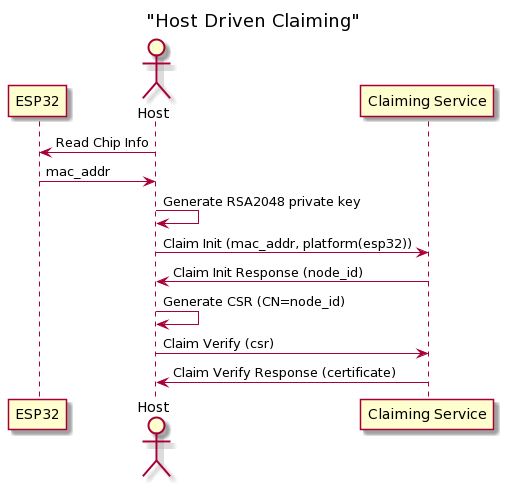 "Host Driven Claiming"
ESP32
Host
Claiming Service
Read Chip Info
mac_addr
Generate RSA2048 private key
Claim Init (mac_addr, platform(esp32))
Claim Init Response (node_id)
Generate CSR (CN=node_id)
Claim Verify (csr)
Claim Verify Response (certificate)
ESP32
Host
Claiming Service